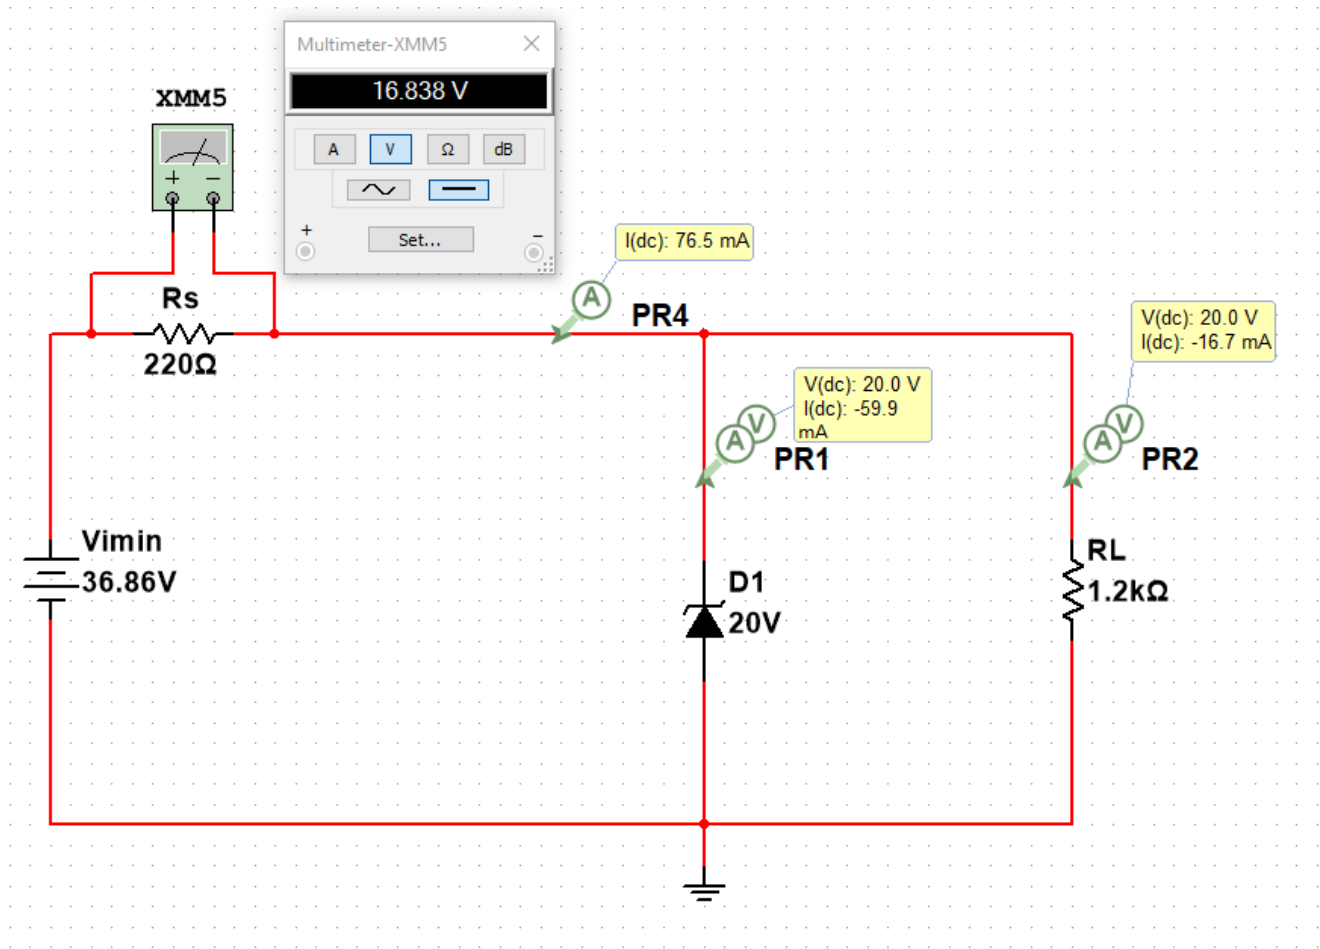 Multimeter-XMM5
16.838 V
XMM5
A
V
Ω
dB
+
−
+
−
Set...
I(dc): 76.5 mA
Rs
220Ω
PR4
A
V(dc): 20.0 V
I(dc): -16.7 mA
V(dc): 20.0 V
I(dc): -59.9
mA
A
V
PR1
A
V
PR2
Vimin
36.86V
D1
20V
RL
1.2kΩ